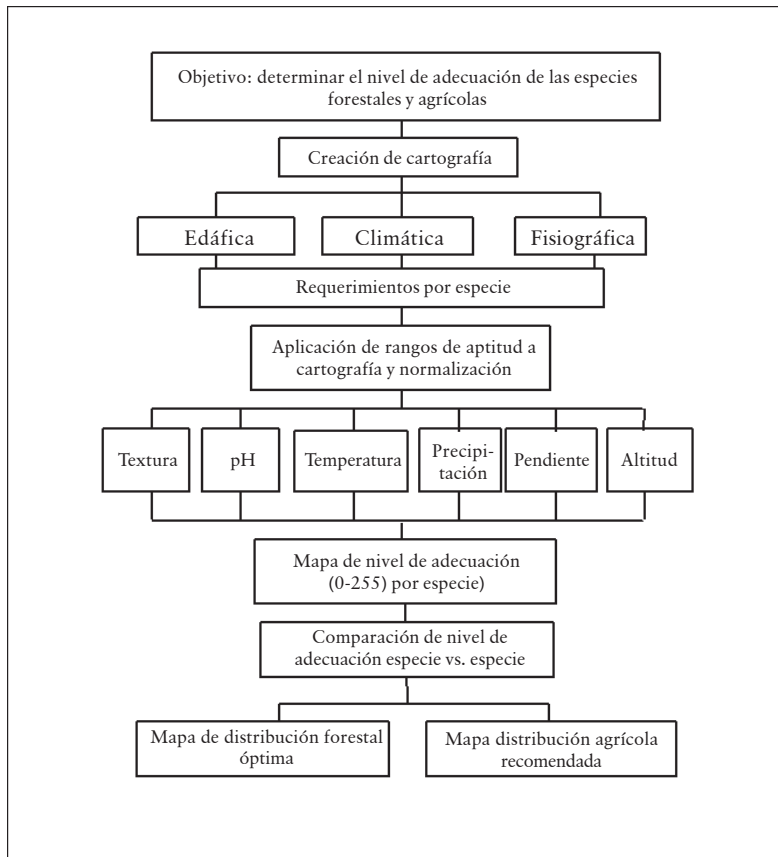 Objetivo: determinar el nivel de adecuación de las especies
forestales y agrícolas
Creación de cartografía
Edáfica
Climática
Fisiográfica
Requerimientos por especie
Aplicación de rangos de aptitud a
cartografía y normalización
Textura
pH
Temperatura
Precipi-
tación
Pendiente
Altitud
Mapa de nivel de adecuación
(0-255) por especie)
Comparación de nivel de
adecuación especie vs. especie
Mapa de distribución forestal
óptima
Mapa distribución agrícola
recomendada